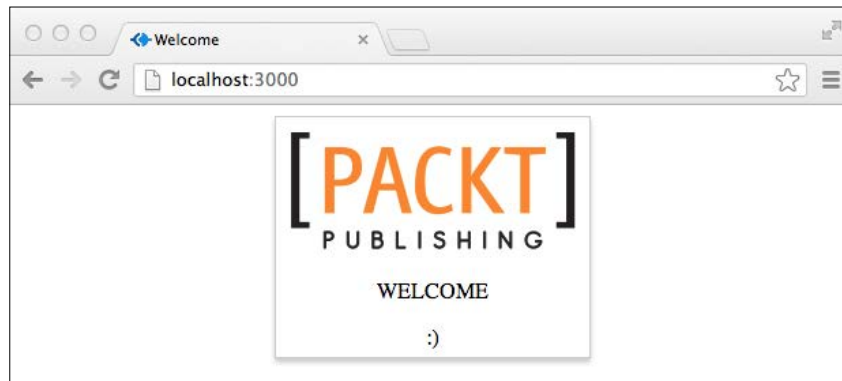 Welcome
localhost:3000
[PACKT]
PUBLISHING
WELCOME
:)